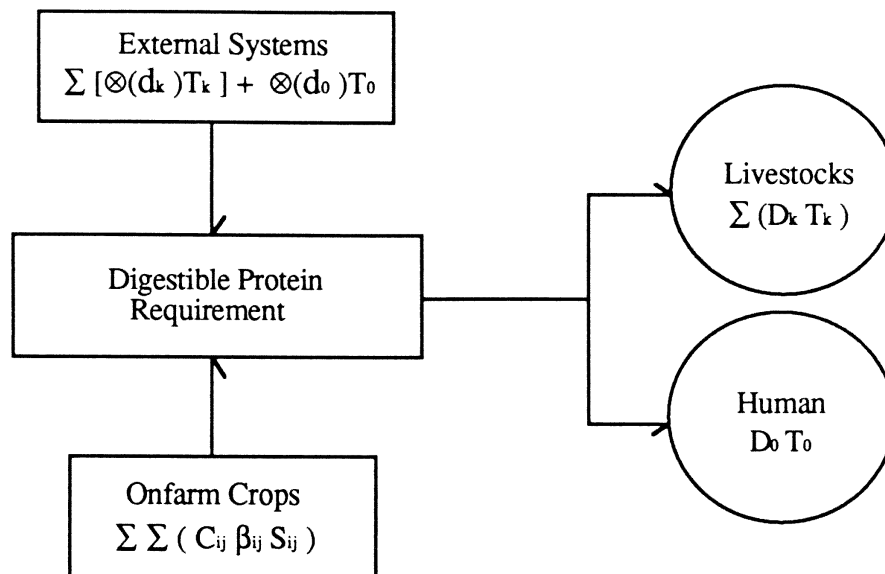 External Systems
∑ [⊗(dₖ)Tₖ] + ⊗(d₀)T₀
Livestocks
∑ (Dₖ Tₖ)
Digestible Protein
Requirement
Human
D₀ T₀
Onfarm Crops
∑ ∑ ( Cᵢⱼ βᵢⱼ Sᵢⱼ )